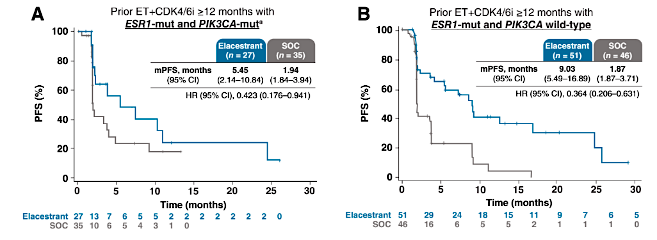 A
Prior ET+CDK4/6i ≥12 months with
ESR1-mut and PIK3CA-mutᵃ
Elacestrant
(n = 27)
SOC
(n = 35)
mPFS, months
(95% CI)
5.45
(2.14–10.84)
1.94
(1.84–3.94)
HR (95% CI), 0.423 (0.176–0.941)
PFS (%)
100
80
60
40
20
0
0 5 10 15 20 25 30
Time (months)
Elacestrant 27 13 7 6 5 5 2 2 2 2 2 2 2 0
SOC 35 10 6 5 4 3 1 0
B
Prior ET+CDK4/6i ≥12 months with
ESR1-mut and PIK3CA wild-type
Elacestrant
(n = 51)
SOC
(n = 46)
mPFS, months
(95% CI)
9.03
(5.49–16.89)
1.87
(1.87–3.71)
HR (95% CI), 0.364 (0.206–0.631)
PFS (%)
100
80
60
40
20
0
0 5 10 15 20 25 30
Time (months)
Elacestrant 51 29 24 18 15 11 9 7 6 5
SOC 46 16 6 5 5 2 1 1 1 0